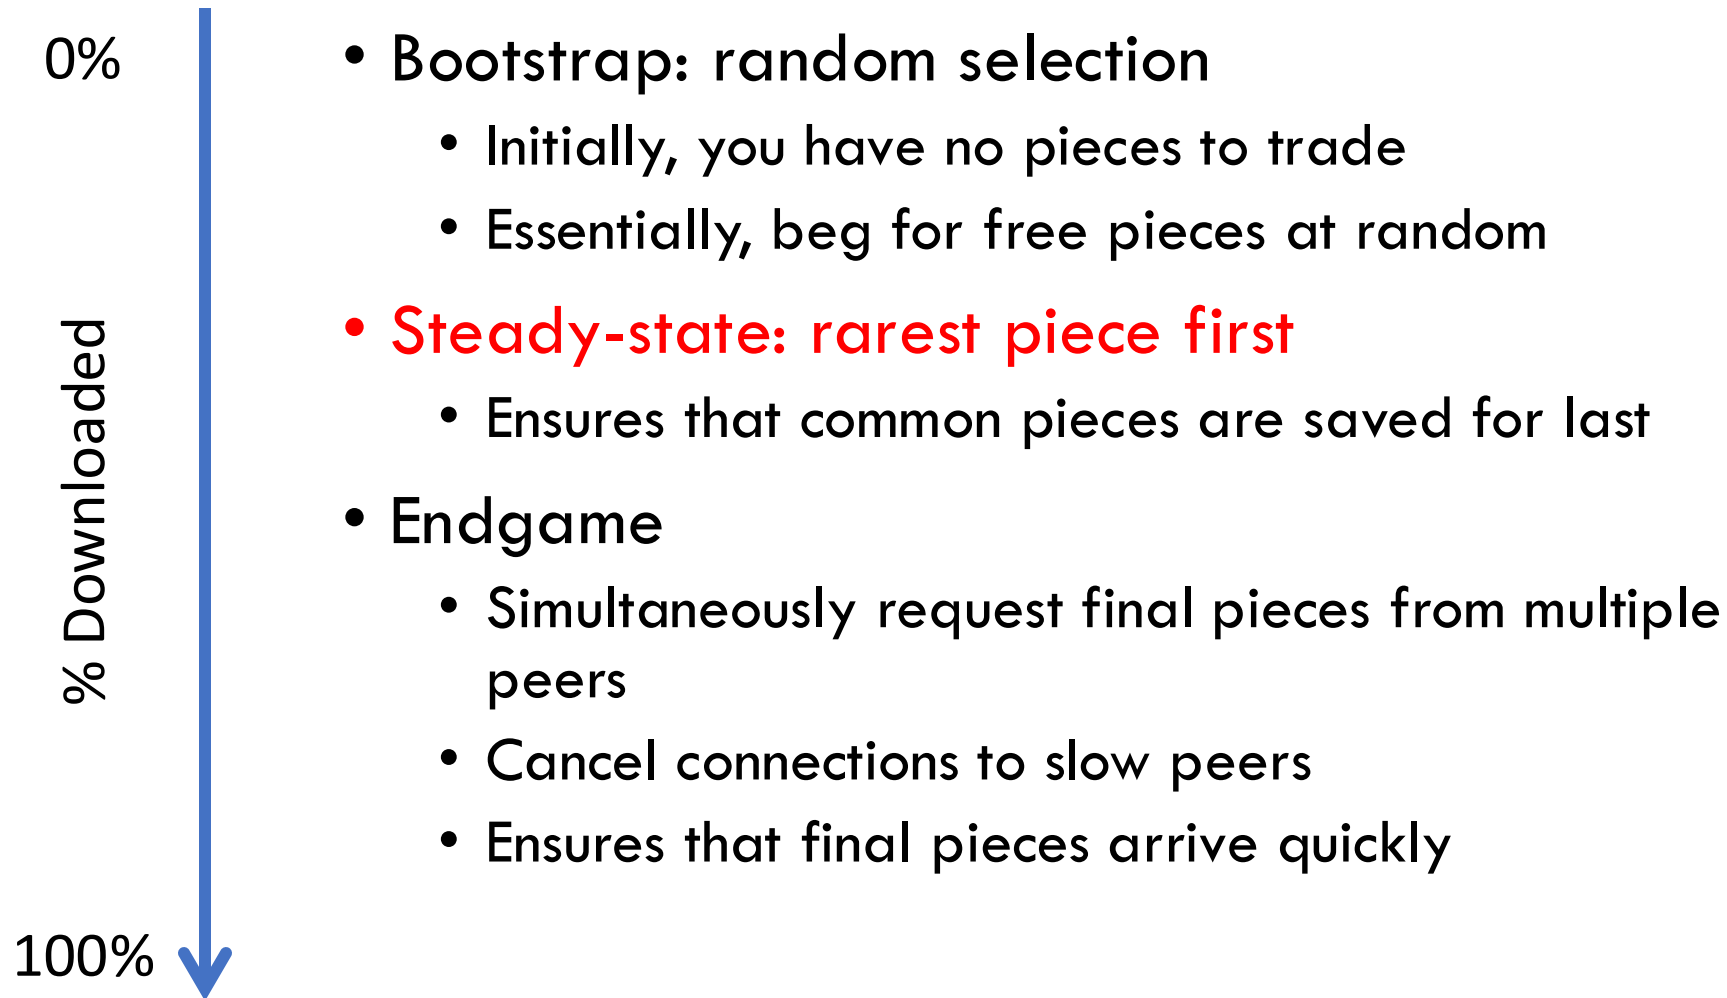 0%
• Bootstrap: random selection
• Initially, you have no pieces to trade
• Essentially, beg for free pieces at random
• Steady-state: rarest piece first
• Ensures that common pieces are saved for last
% Downloaded
• Endgame
• Simultaneously request final pieces from multiple
peers
• Cancel connections to slow peers
• Ensures that final pieces arrive quickly
100%